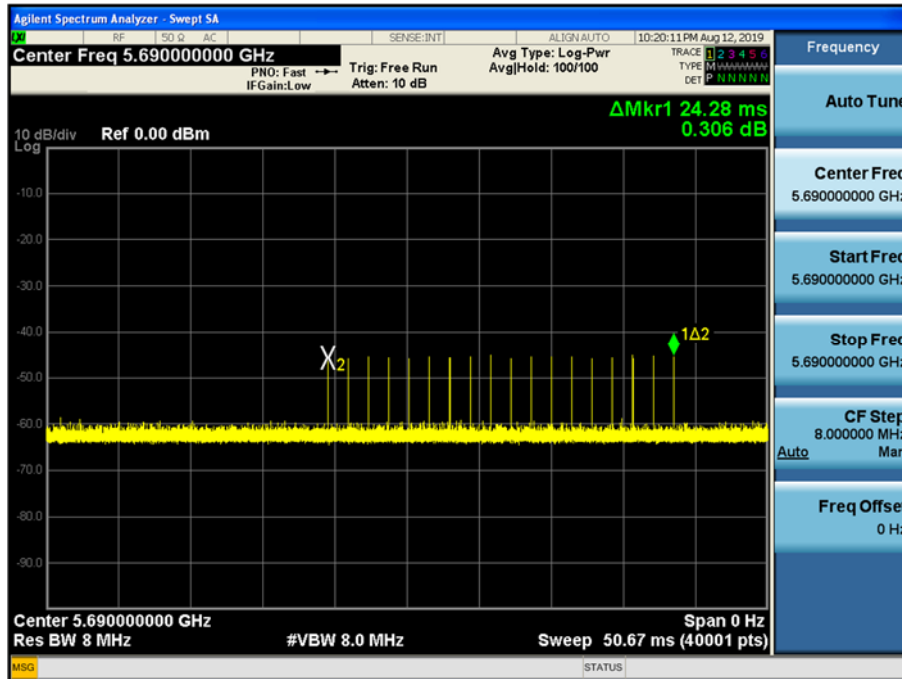 Agilent Spectrum Analyzer - Swept SA
LXI RF 50 Ω AC SENSE:INT ALIGN AUTO 10:20:11 PM Aug 12, 2019
Center Freq 5.690000000 GHz
PNO: Fast
IFGain:Low
Trig: Free Run
Atten: 10 dB
Avg Type: Log-Pwr
Avg|Hold: 100/100
TRACE 1 2 3 4 5 6
TYPE M
DET P N N N N N
Frequency
Auto Tune
ΔMkr1 24.28 ms
0.306 dB
10 dB/div Ref 0.00 dBm
Log
-10.0
-20.0
-30.0
-40.0
-50.0
-60.0
-70.0
-80.0
-90.0
X2
1Δ2
Center Freq
5.690000000 GHz
Start Freq
5.690000000 GHz
Stop Freq
5.690000000 GHz
CF Step
8.000000 MHz
Auto Man
Freq Offset
0 Hz
Center 5.690000000 GHz Span 0 Hz
Res BW 8 MHz #VBW 8.0 MHz Sweep 50.67 ms (40001 pts)
MSG STATUS